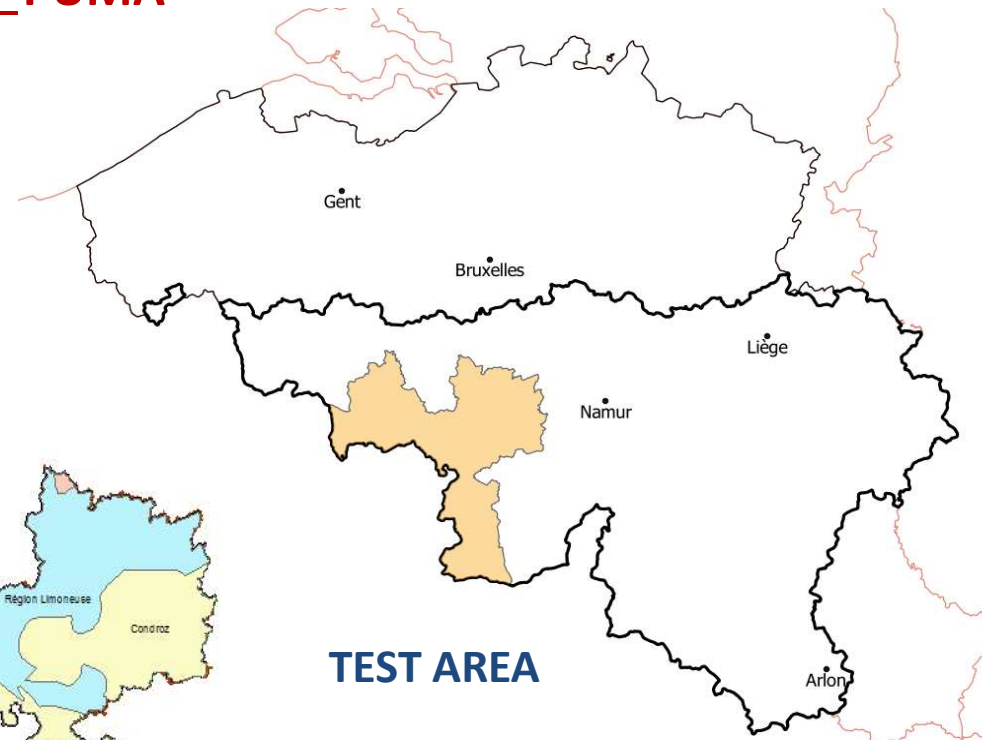 Gent
Bruxelles
Liège
Namur
Région Limoneuse
Condroz
TEST AREA
Arlon